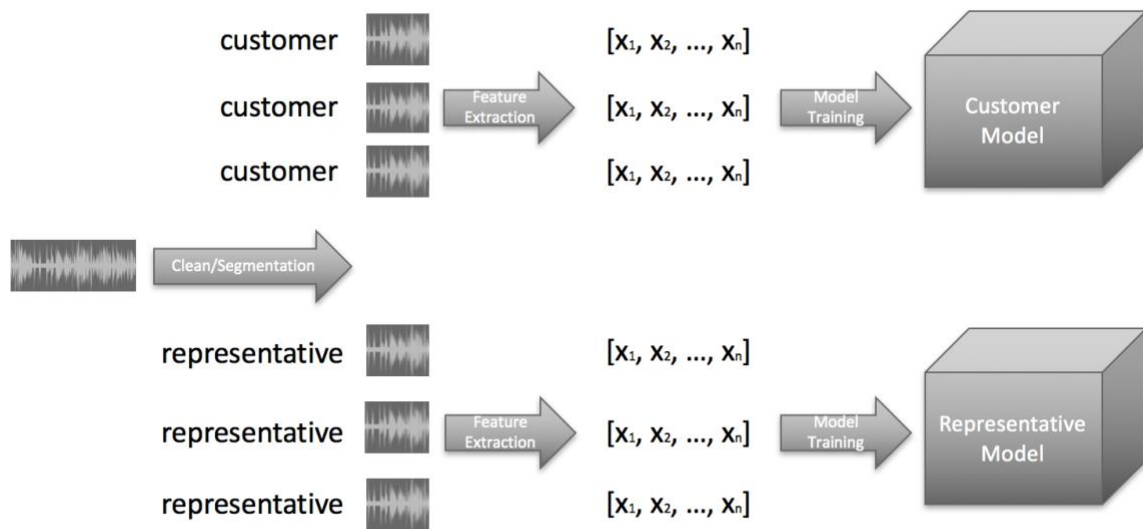 customer [x₁, x₂, ..., xₙ]
customer Feature Extraction [x₁, x₂, ..., xₙ] Model Training Customer Model
customer [x₁, x₂, ..., xₙ]
Clean/Segmentation
representative [x₁, x₂, ..., xₙ]
representative Feature Extraction [x₁, x₂, ..., xₙ] Model Training Representative Model
representative [x₁, x₂, ..., xₙ]